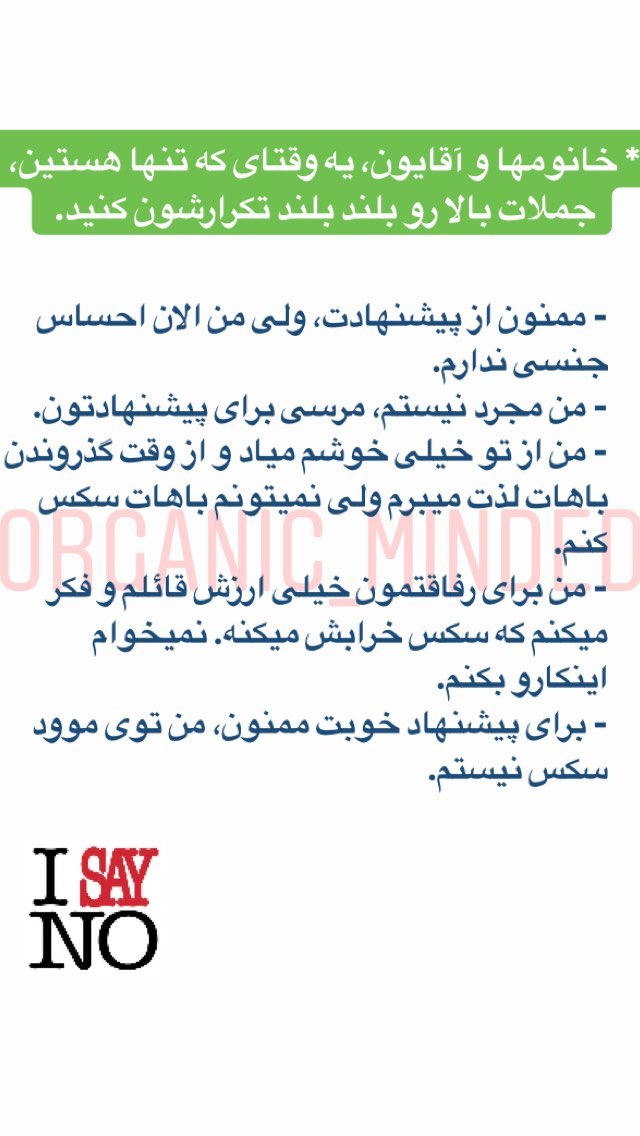 * خانومها و آقایون، یه وقتای که تنها هستین،
جملات بالا رو بلند بلند تکرارشون کنید.
- ممنون از پیشنهادت، ولی من الان احساس
جنسی ندارم.
- من مجرد نیستم، مرسی برای پیشنهادتون.
- من از تو خیلی خوشم میاد و از وقت گذروندن
باهات لذت میبرم ولی نمیتونم باهات سکس
کنم.
ORGANIC_MINDED
- من برای رفاقتمون خیلی ارزش قائلم و فکر
میکنم که سکس خرابش میکنه. نمیخوام
اینکارو بکنم.
- برای پیشنهاد خوبت ممنون، من توی موود
سکس نیستم.
I SAY
NO